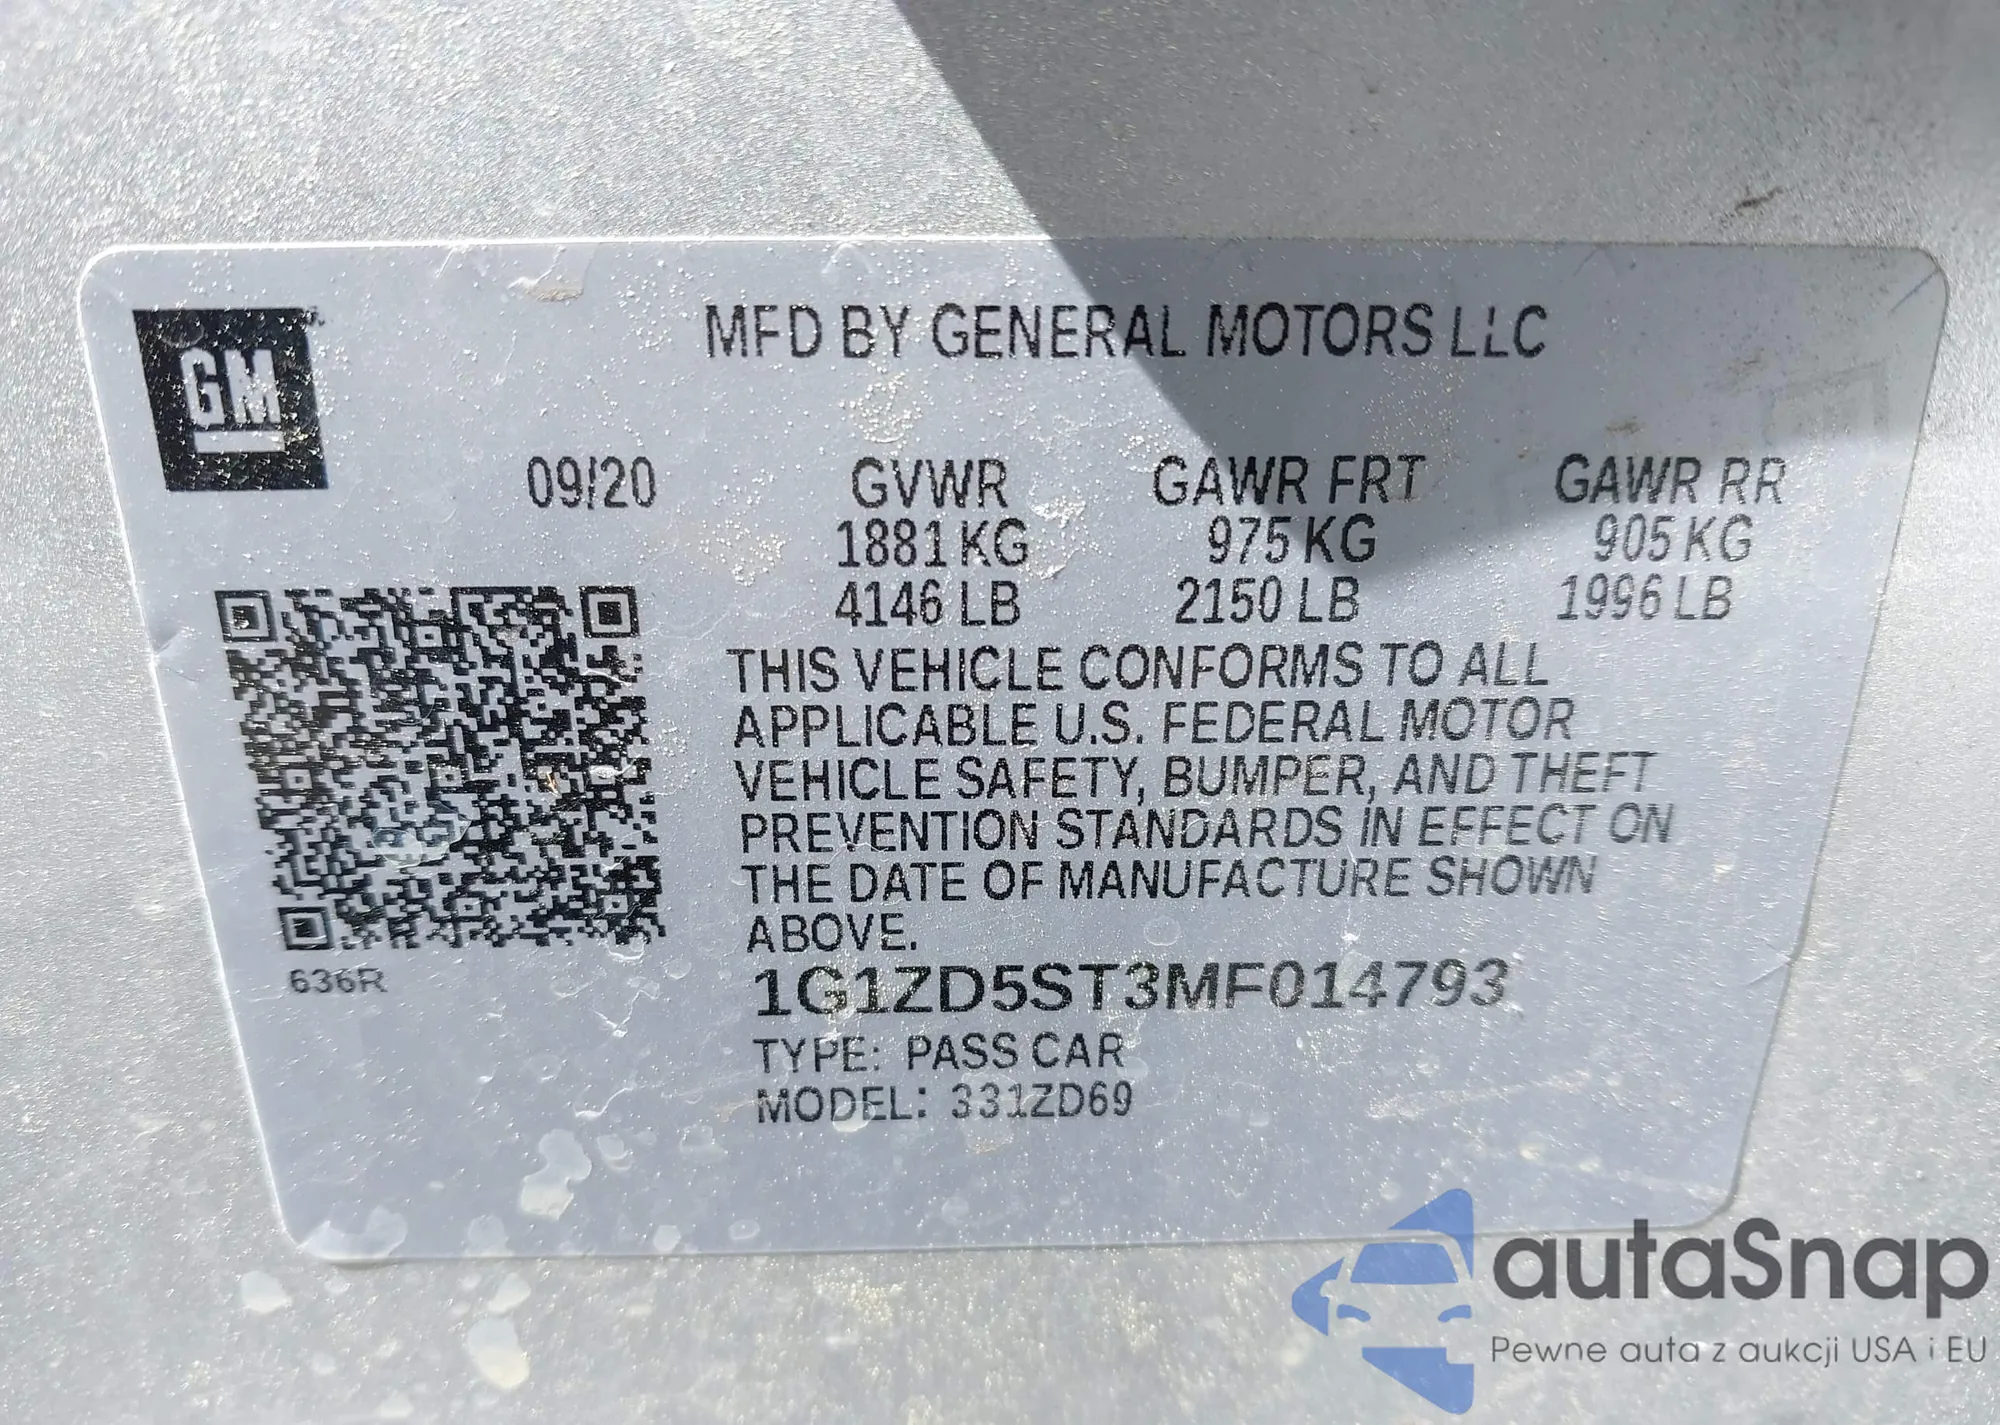 GM
MFD BY GENERAL MOTORS LLC
09/20 GVWR GAWR FRT GAWR RR
1881 KG 975 KG 905 KG
4146 LB 2150 LB 1996 LB
THIS VEHICLE CONFORMS TO ALL
APPLICABLE U.S. FEDERAL MOTOR
VEHICLE SAFETY, BUMPER, AND THEFT
PREVENTION STANDARDS IN EFFECT ON
THE DATE OF MANUFACTURE SHOWN
ABOVE.
636R
1G1ZD5ST3MF014793
TYPE: PASS CAR
MODEL: 331ZD69
autaSnap
Pewne auta z aukcji USA i EU